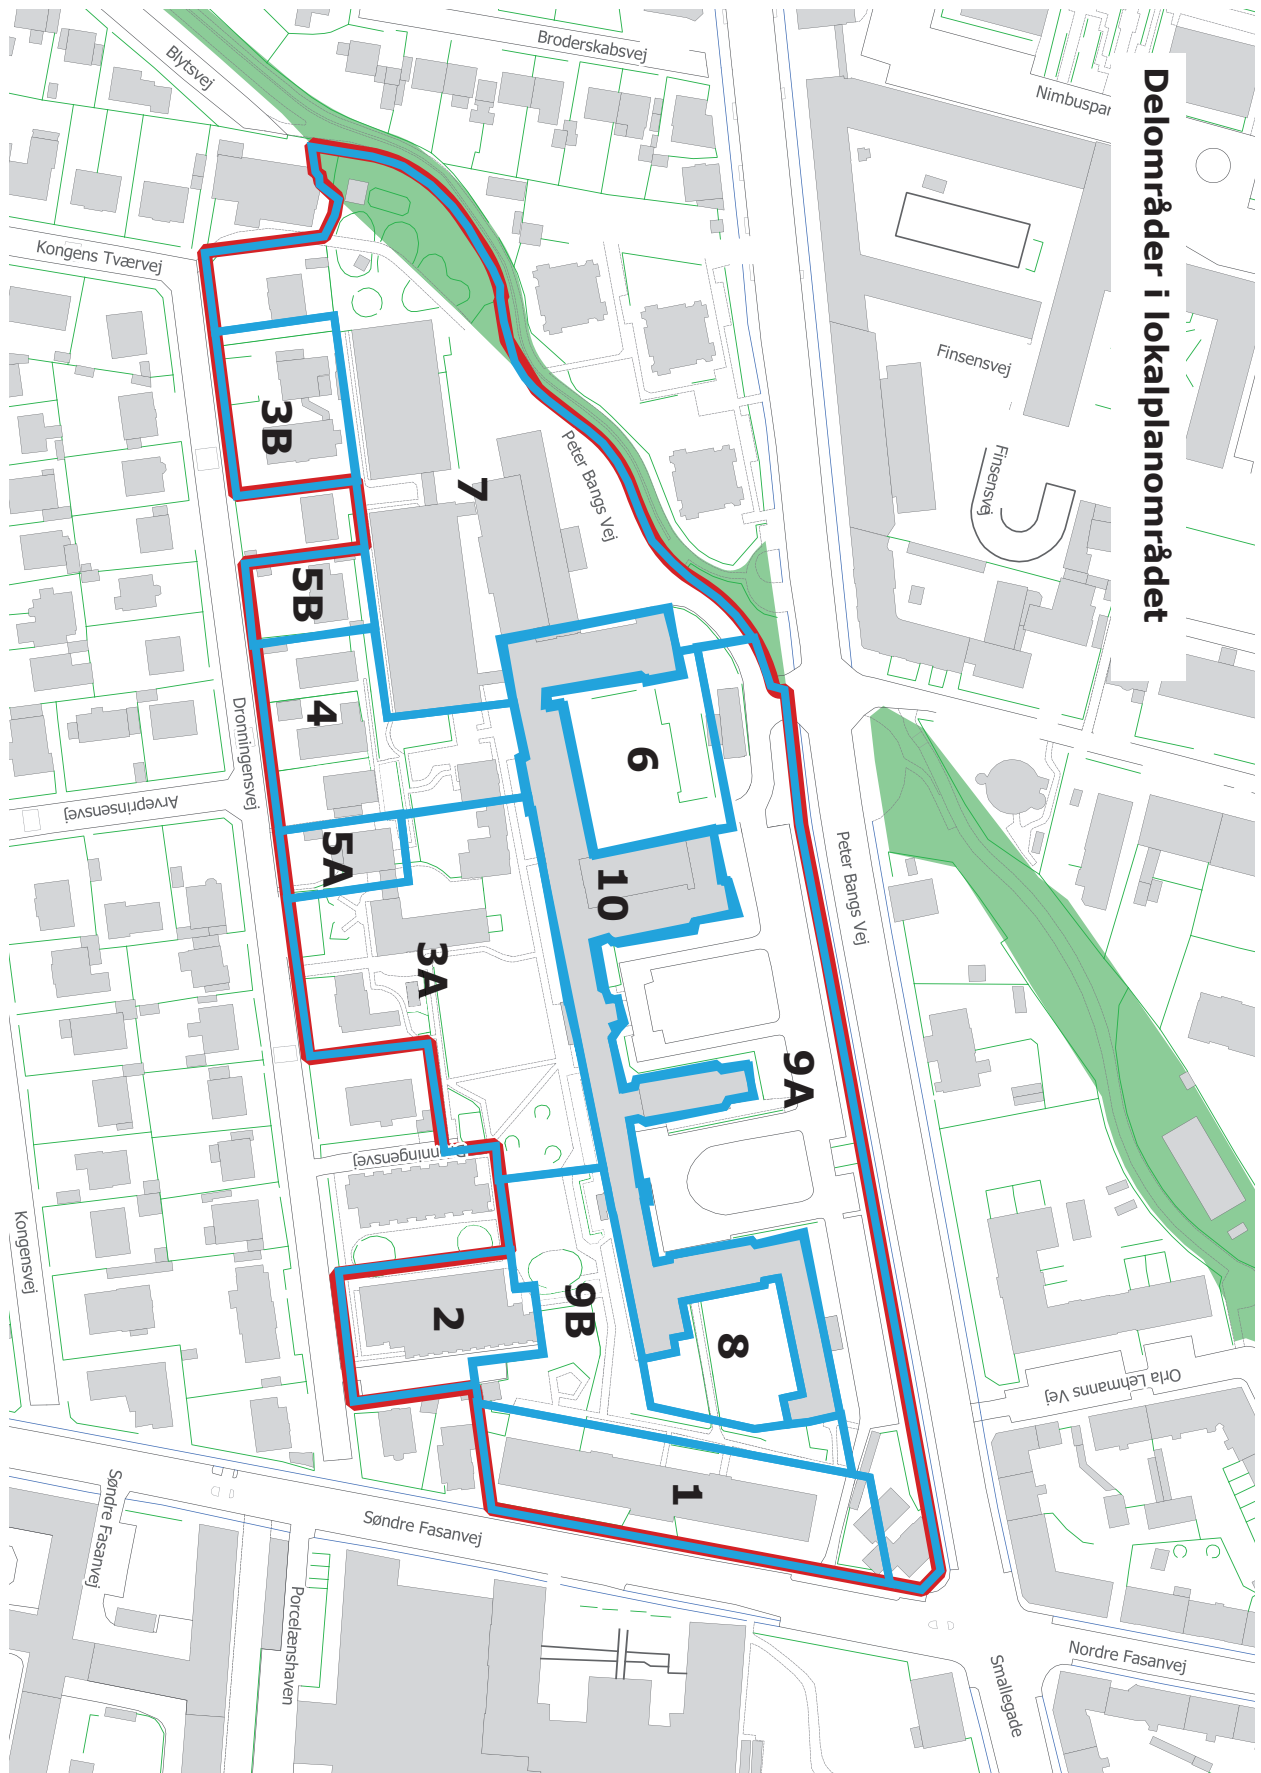 Delområder i lokalplanområdet
Broderskabsvej
Blytsvej
Nimbuspar
Kongens Tværvej
Finsensvej
Finsensvej
Peter Bangs Vej
3B
7
5B
4
6
Dronningensvej
Arveprinsensvej
5A
10
Peter Bangs Vej
3A
9A
nningensvej
Kongensvej
2
9B
8
Orla Lehmanns Vej
1
Søndre Fasanvej
Søndre Fasanvej
Porcelænshaven
Nordre Fasanvej
Smallegade